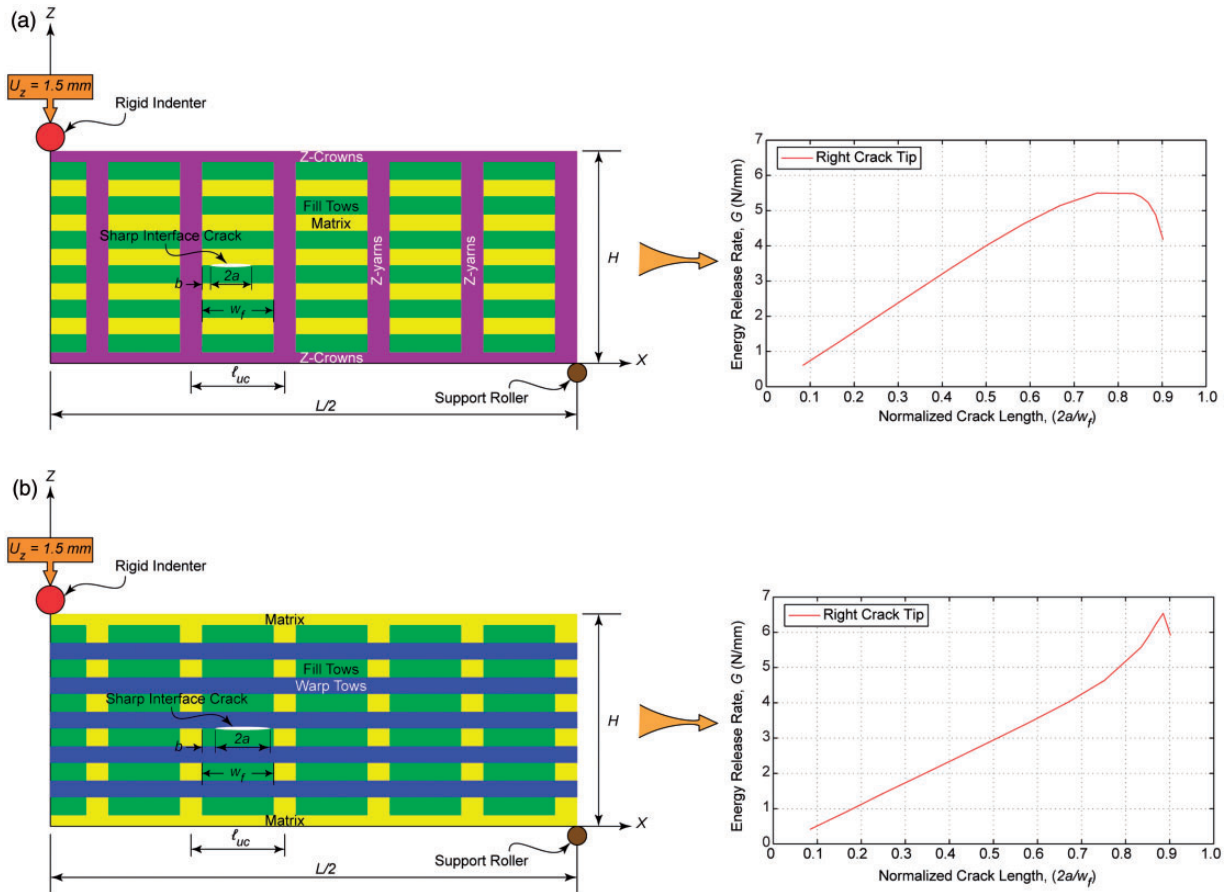 (a)
Z
U_z = 1.5 mm
Rigid Indenter
Z-Crowns
Fill Tows
Matrix
Sharp Interface Crack
2a
b
w_f
Z-yarns
Z-yarns
H
Z-Crowns
X
ℓ_uc
Support Roller
L/2
7
6
5
4
3
2
1
0
Energy Release Rate, G (N/mm)
Right Crack Tip
0.1 0.2 0.3 0.4 0.5 0.6 0.7 0.8 0.9 1.0
Normalized Crack Length, (2a/w_f)
(b)
Z
U_z = 1.5 mm
Rigid Indenter
Matrix
Fill Tows
Warp Tows
Sharp Interface Crack
2a
b
w_f
H
Matrix
X
ℓ_uc
Support Roller
L/2
7
6
5
4
3
2
1
0
Energy Release Rate, G (N/mm)
Right Crack Tip
0.1 0.2 0.3 0.4 0.5 0.6 0.7 0.8 0.9 1.0
Normalized Crack Length, (2a/w_f)